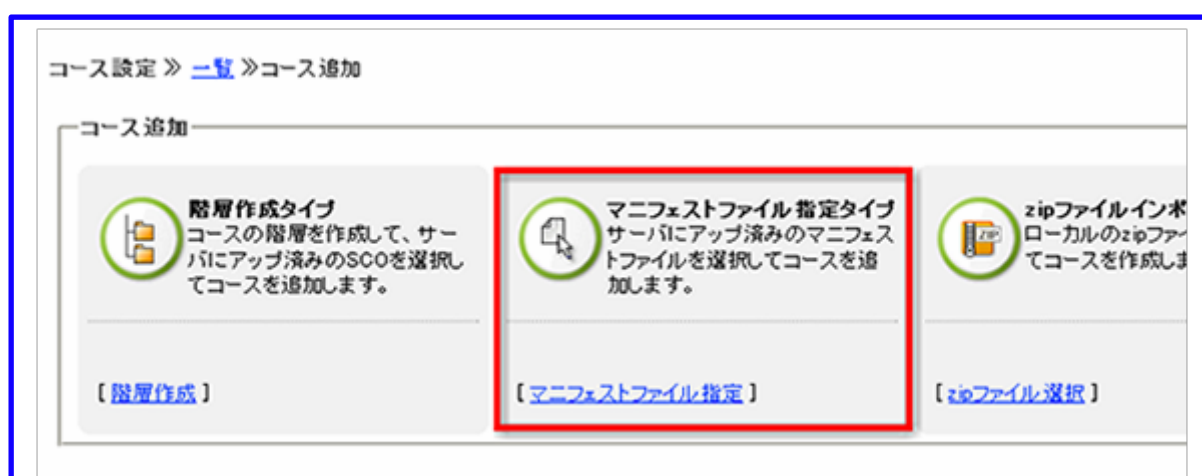 コース設定 ≫ 一覧 ≫コース追加
コース追加
階層作成タイプ
コースの階層を作成して、サー
バにアップ済みのSCOを選択し
てコースを追加します。
[ 階層作成 ]
マニフェストファイル 指定タイプ
サーバにアップ済みのマニフェス
トファイルを選択してコースを追
加します。
[ マニフェストファイル 指定 ]
zipファイルインポ
ローカルのzipファイ
てコースを作成しま
[ zipファイル 選択 ]
ZIP